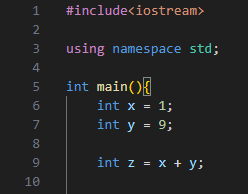 1 #include<iostream>
2
3 using namespace std;
4
5 int main(){
6 int x = 1;
7 int y = 9;
8
9 int z = x + y;
10